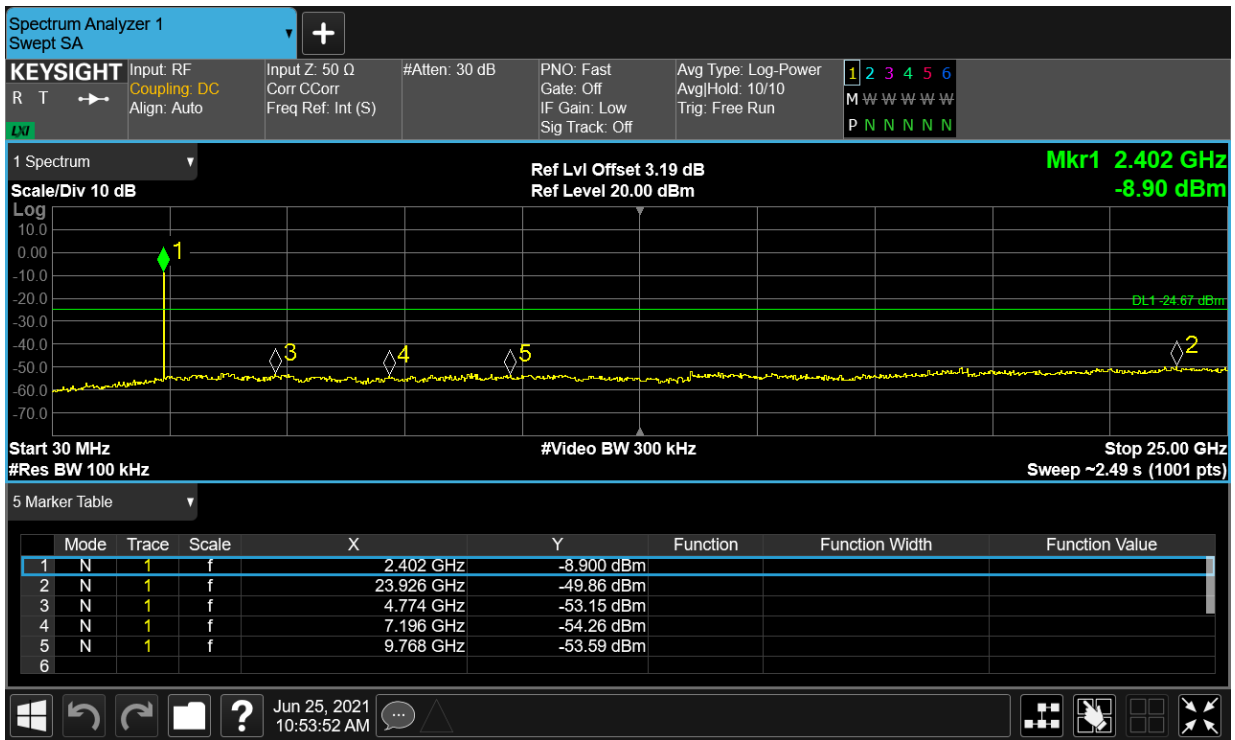 Spectrum Analyzer 1
Swept SA
KEYSIGHT
R T
LXI
Input: RF
Coupling: DC
Align: Auto
Input Z: 50 Ω
Corr CCorr
Freq Ref: Int (S)
#Atten: 30 dB
PNO: Fast
Gate: Off
IF Gain: Low
Sig Track: Off
Avg Type: Log-Power
Avg|Hold: 10/10
Trig: Free Run
1 2 3 4 5 6
M W W W W W W
P N N N N N N
1 Spectrum
Scale/Div 10 dB
Ref Lvl Offset 3.19 dB
Ref Level 20.00 dBm
Mkr1 2.402 GHz
-8.90 dBm
Log
10.0
0.00
-10.0
-20.0
-30.0
-40.0
-50.0
-60.0
-70.0
1
DL1 -24.67 dBm
3
4
5
2
Start 30 MHz
#Res BW 100 kHz
#Video BW 300 kHz
Stop 25.00 GHz
Sweep ~2.49 s (1001 pts)
5 Marker Table
Mode Trace Scale X Y Function Function Width Function Value
1 N 1 f 2.402 GHz -8.900 dBm
2 N 1 f 23.926 GHz -49.86 dBm
3 N 1 f 4.774 GHz -53.15 dBm
4 N 1 f 7.196 GHz -54.26 dBm
5 N 1 f 9.768 GHz -53.59 dBm
6
?
Jun 25, 2021
10:53:52 AM